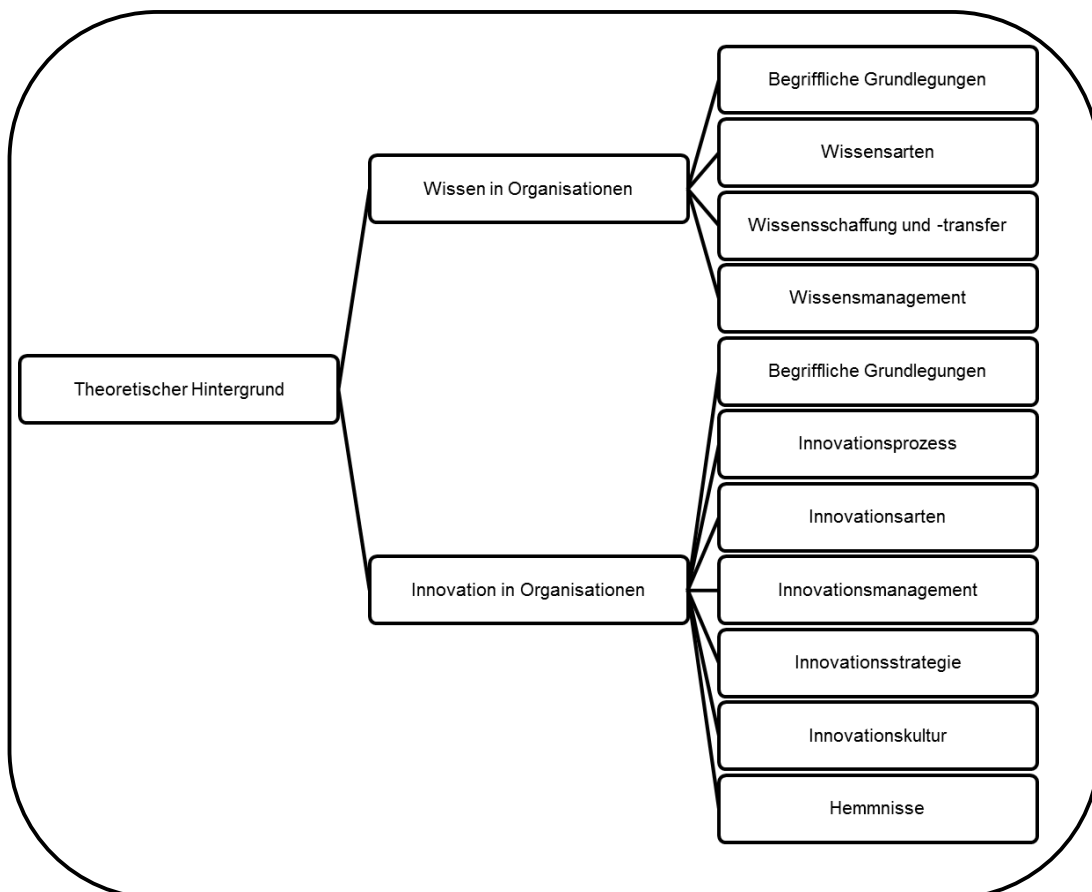 Theoretischer Hintergrund
Wissen in Organisationen
Begriffliche Grundlegungen
Wissensarten
Wissensschaffung und -transfer
Wissensmanagement
Innovation in Organisationen
Begriffliche Grundlegungen
Innovationsprozess
Innovationsarten
Innovationsmanagement
Innovationsstrategie
Innovationskultur
Hemmnisse